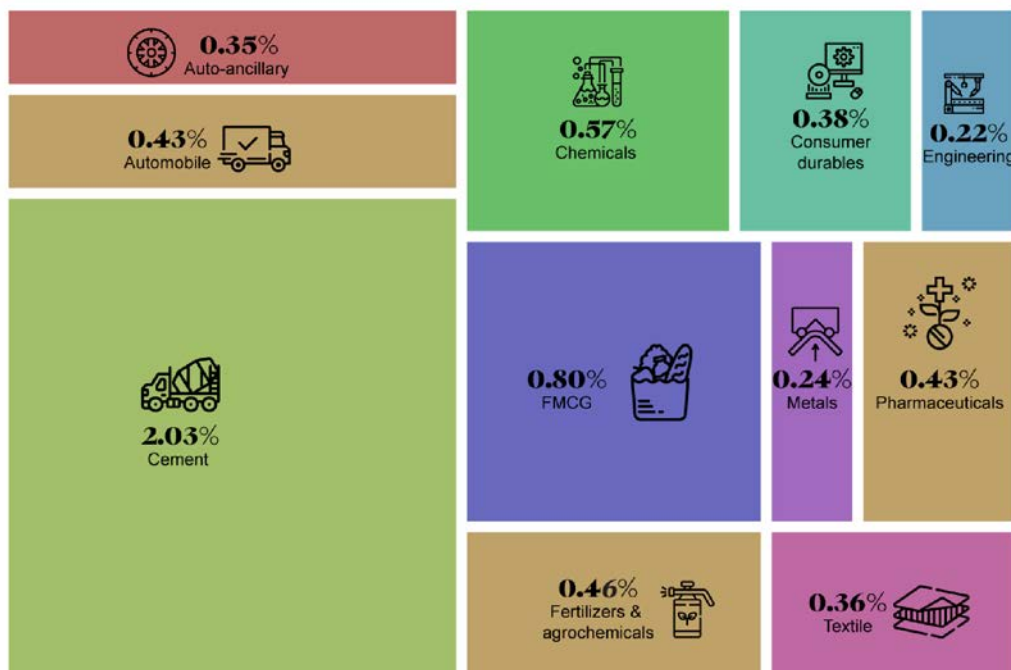 0.35%
Auto-ancillary
0.43%
Automobile
2.03%
Cement
0.57%
Chemicals
0.38%
Consumer
durables
0.22%
Engineering
0.80%
FMCG
0.24%
Metals
0.43%
Pharmaceuticals
0.46%
Fertilizers &
agrochemicals
0.36%
Textile